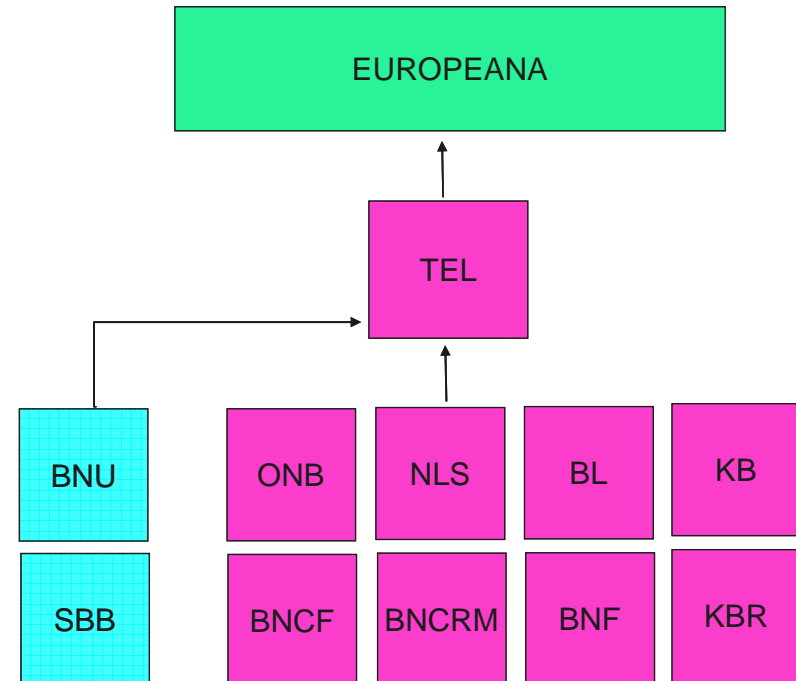 EUROPEANA
TEL
BNU
ONB
NLS
BL
KB
SBB
BNCF
BNCRM
BNF
KBR